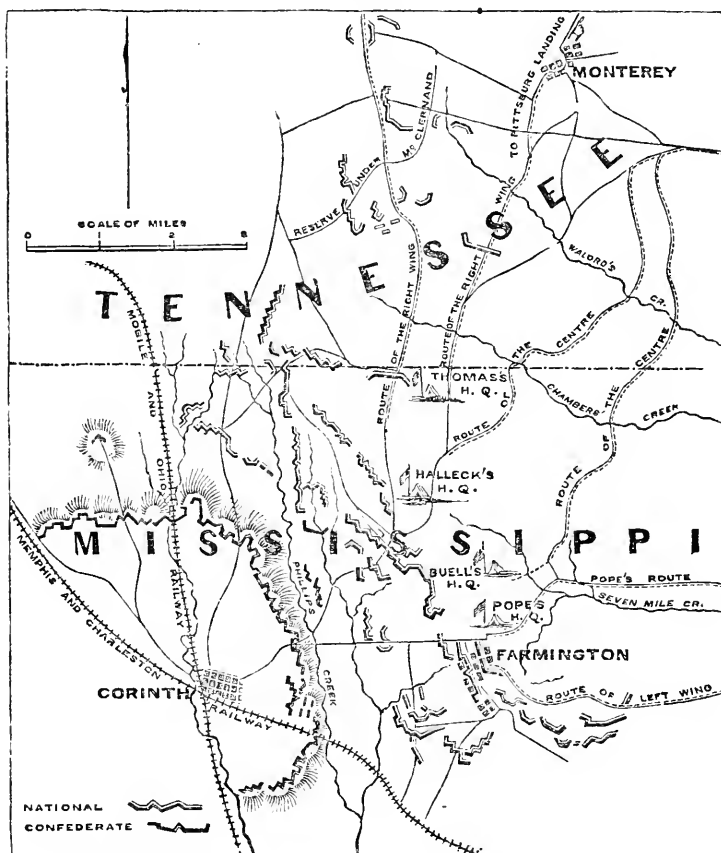 MONTEREY
TO PITTSBURG LANDING
RESERVE UNDER McCLERNAND
SCALE OF MILES
0 1 2 3
TENNESSEE
WALDRO'S CR.
ROUTE OF THE RIGHT WING
ROUTE OF THE RIGHT WING
ROUTE OF THE CENTRE
ROUTE OF THE CENTRE
MOBILE AND OHIO RAILWAY
THOMAS'S
H.Q.
CHAMBERS CREEK
HALLECK'S
H.Q.
MISSISSIPPI
MEMPHIS AND CHARLESTON RAILWAY
PHILLIPS CREEK
BUELL'S
H.Q.
POPE'S ROUTE
SEVEN MILE CR.
POPE'S
H.Q.
FARMINGTON
ROUTE OF LEFT WING
CORINTH
NATIONAL
CONFEDERATE